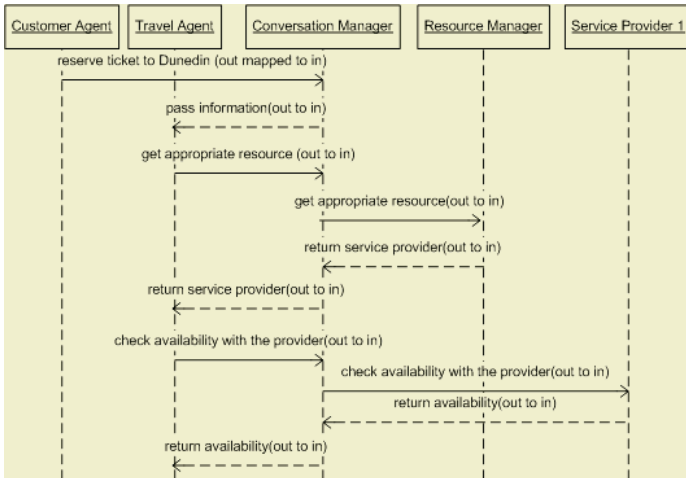 Customer Agent
Travel Agent
Conversation Manager
Resource Manager
Service Provider 1
reserve ticket to Dunedin (out mapped to in)
pass information(out to in)
get appropriate resource (out to in)
get appropriate resource(out to in)
return service provider(out to in)
return service provider(out to in)
check availability with the provider(out to in)
check availability with the provider(out to in)
return availability(out to in)
return availability(out to in)